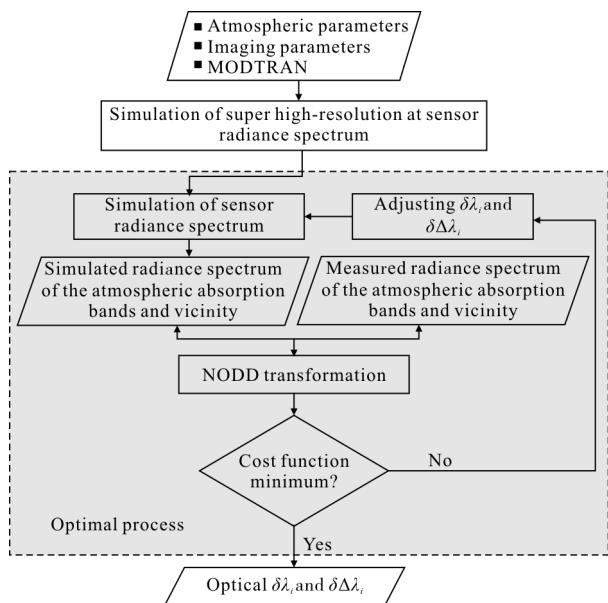 ■ Atmospheric parameters
■ Imaging parameters
■ MODTRAN
Simulation of super high-resolution at sensor
radiance spectrum
Simulation of sensor
radiance spectrum
Adjusting δλᵢ and
δΔλᵢ
Simulated radiance spectrum
of the atmospheric absorption
bands and vicinity
Measured radiance spectrum
of the atmospheric absorption
bands and vicinity
NODD transformation
Cost function
minimum?
No
Optimal process
Yes
Optical δλᵢ and δΔλᵢ